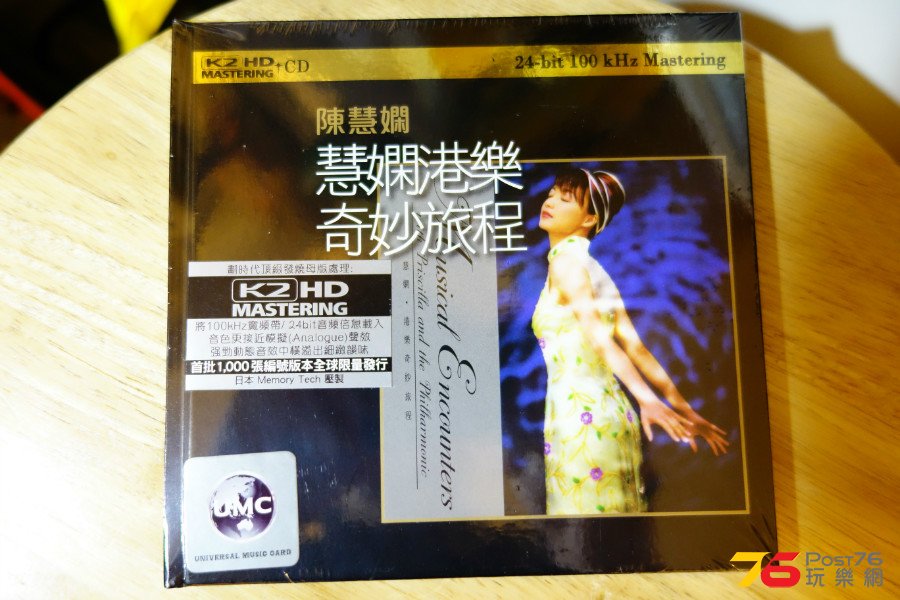 K2 HD
MASTERING
+CD
24-bit 100 kHz Mastering
陳慧嫻
慧嫻港樂
奇妙旅程
劃時代頂級發燒母版處理:
K2 HD
MASTERING
將100kHz寬頻帶/24bit音頻信息載入
音色更接近模擬(Analogue)聲效
強勁動態音效中橫溢出細緻韻味
首批1,000張編號版本全球限量發行
日本 Memory Tech 壓製
Musical Encounters
Priscilla and the Philharmonic
慧嫻·港樂奇妙旅程
UMC
UNIVERSAL MUSIC CARD
76
Post76
玩樂網